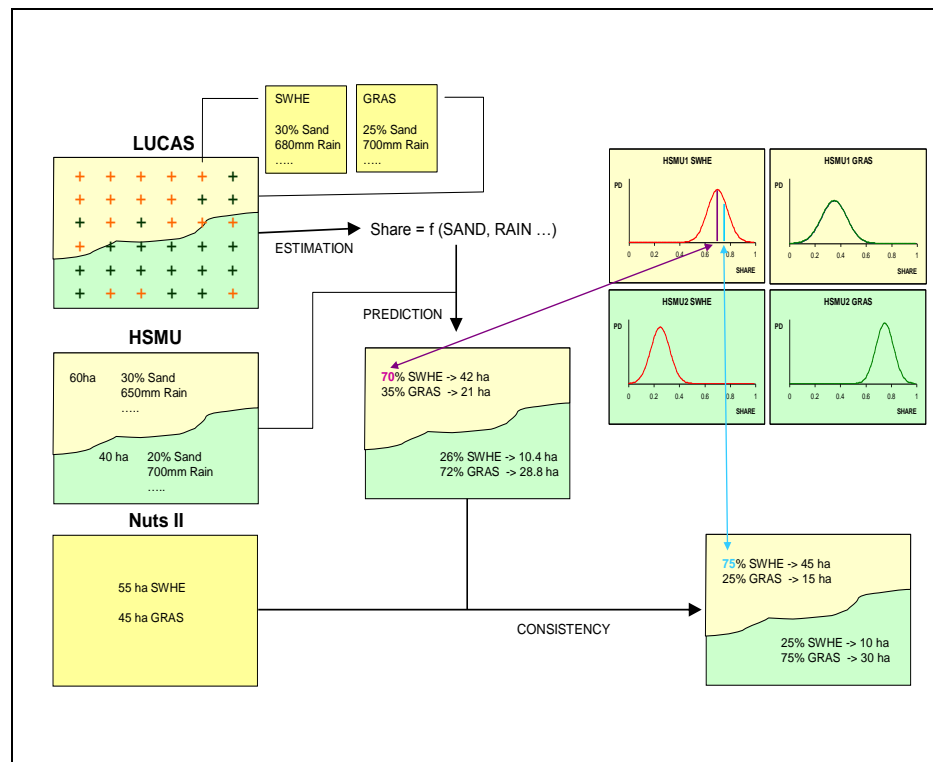 SWHE
30% Sand
680mm Rain
.....
GRAS
25% Sand
700mm Rain
.....
LUCAS
ESTIMATION
Share = f (SAND, RAIN ...)
PREDICTION
HSMU1 SWHE
PD
0 0.2 0.4 0.6 0.8 1
SHARE
HSMU1 GRAS
PD
0 0.2 0.4 0.6 0.8 1
SHARE
HSMU2 SWHE
PD
0 0.2 0.4 0.6 0.8 1
SHARE
HSMU2 GRAS
PD
0 0.2 0.4 0.6 0.8 1
SHARE
HSMU
60ha
30% Sand
650mm Rain
.....
40 ha
20% Sand
700mm Rain
.....
70% SWHE -> 42 ha
35% GRAS -> 21 ha
26% SWHE -> 10.4 ha
72% GRAS -> 28.8 ha
Nuts II
55 ha SWHE
45 ha GRAS
CONSISTENCY
75% SWHE -> 45 ha
25% GRAS -> 15 ha
25% SWHE -> 10 ha
75% GRAS -> 30 ha